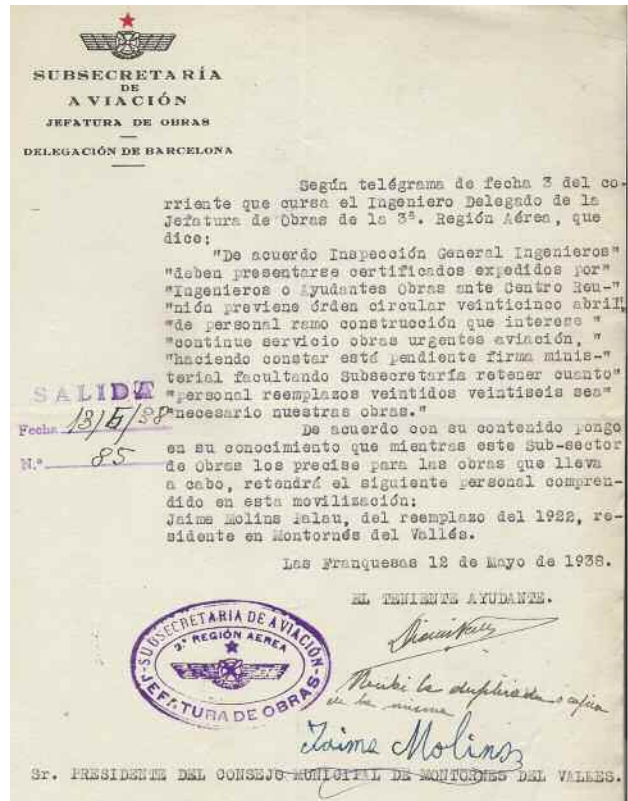 SUBSECRETARÍA
DE
AVIACIÓN
JEFATURA DE OBRAS
DELEGACIÓN DE BARCELONA
Según telégrama de fecha 3 del co-
rriente que cursa el Ingeniero Delegado de la
Jefatura de Obras de la 3ª. Región Aérea, que
dice;
"De acuerdo Inspección General Ingenieros"
"deben presentarse certificados expedidos por"
"Ingenieros o Ayudantes Obras ante Centro Reu-"
"nión previene órden circular veinticinco abril",
"de personal ramo construcción que interese "
"continue servicio obras urgentes aviación, "
"haciendo constar está pendiente firma minis-"
"terial facultando Subsecretaría retener cuanto"
"personal reemplazos veintidos veintiseis sea"
"necesario nuestras obras."
SALIDA
Fecha 13/5/38
N.º 85
De acuerdo con su contenido pongo
en su conocimiento que mientras este Sub-sector
de Obras los precise para las obras que lleva
a cabo, retendrá el siguiente personal compren-
dido en esta movilización:
Jaime Molins Palau, del reemplazo del 1922, re-
sidente en Montornés del Vallés.
Las Franquesas 12 de Mayo de 1938.
EL TENIENTE AYUDANTE.
SUBSECRETARIA DE AVIACIÓN
3.ª REGIÓN AEREA
JEFATURA DE OBRAS
de la misma
Jaime Molins
Sr. PRESIDENTE DEL CONSEJO MUNICIPAL DE MONTORNES DEL VALLES.